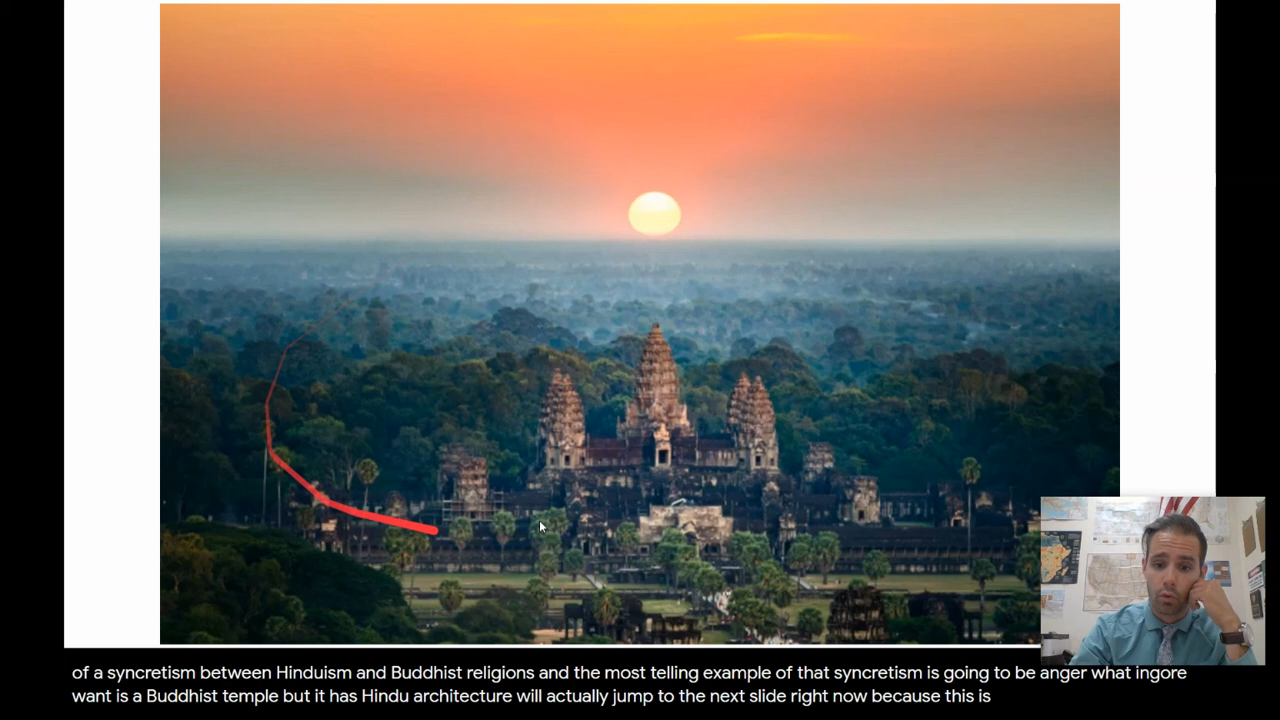 of a syncretism between Hinduism and Buddhist religions and the most telling example of that syncretism is going to be anger what ingore
want is a Buddhist temple but it has Hindu architecture will actually jump to the next slide right now because this is